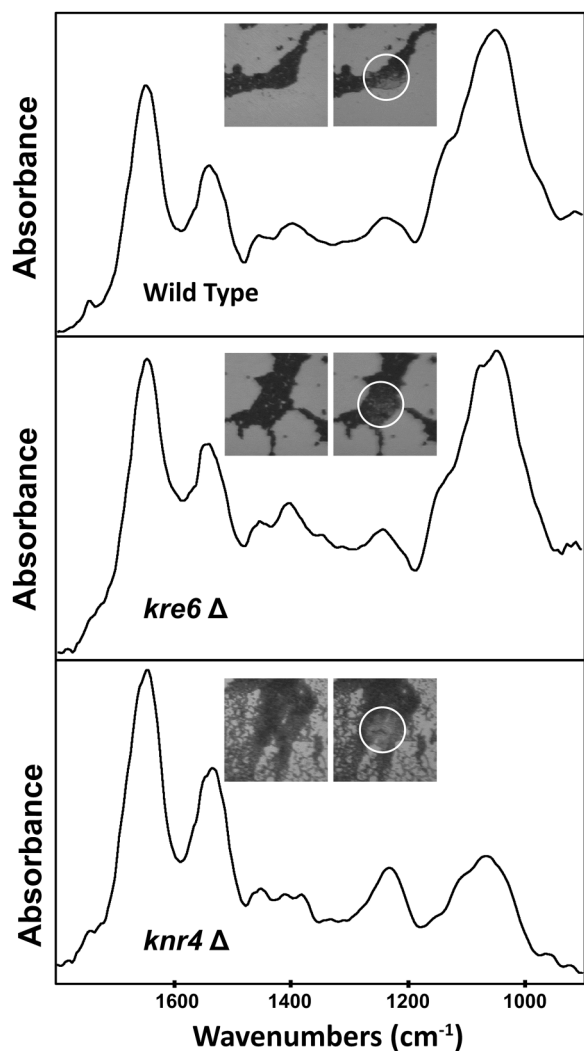 Absorbance
Wild Type
Absorbance
kre6 Δ
Absorbance
knr4 Δ
1600 1400 1200 1000
Wavenumbers (cm-1)